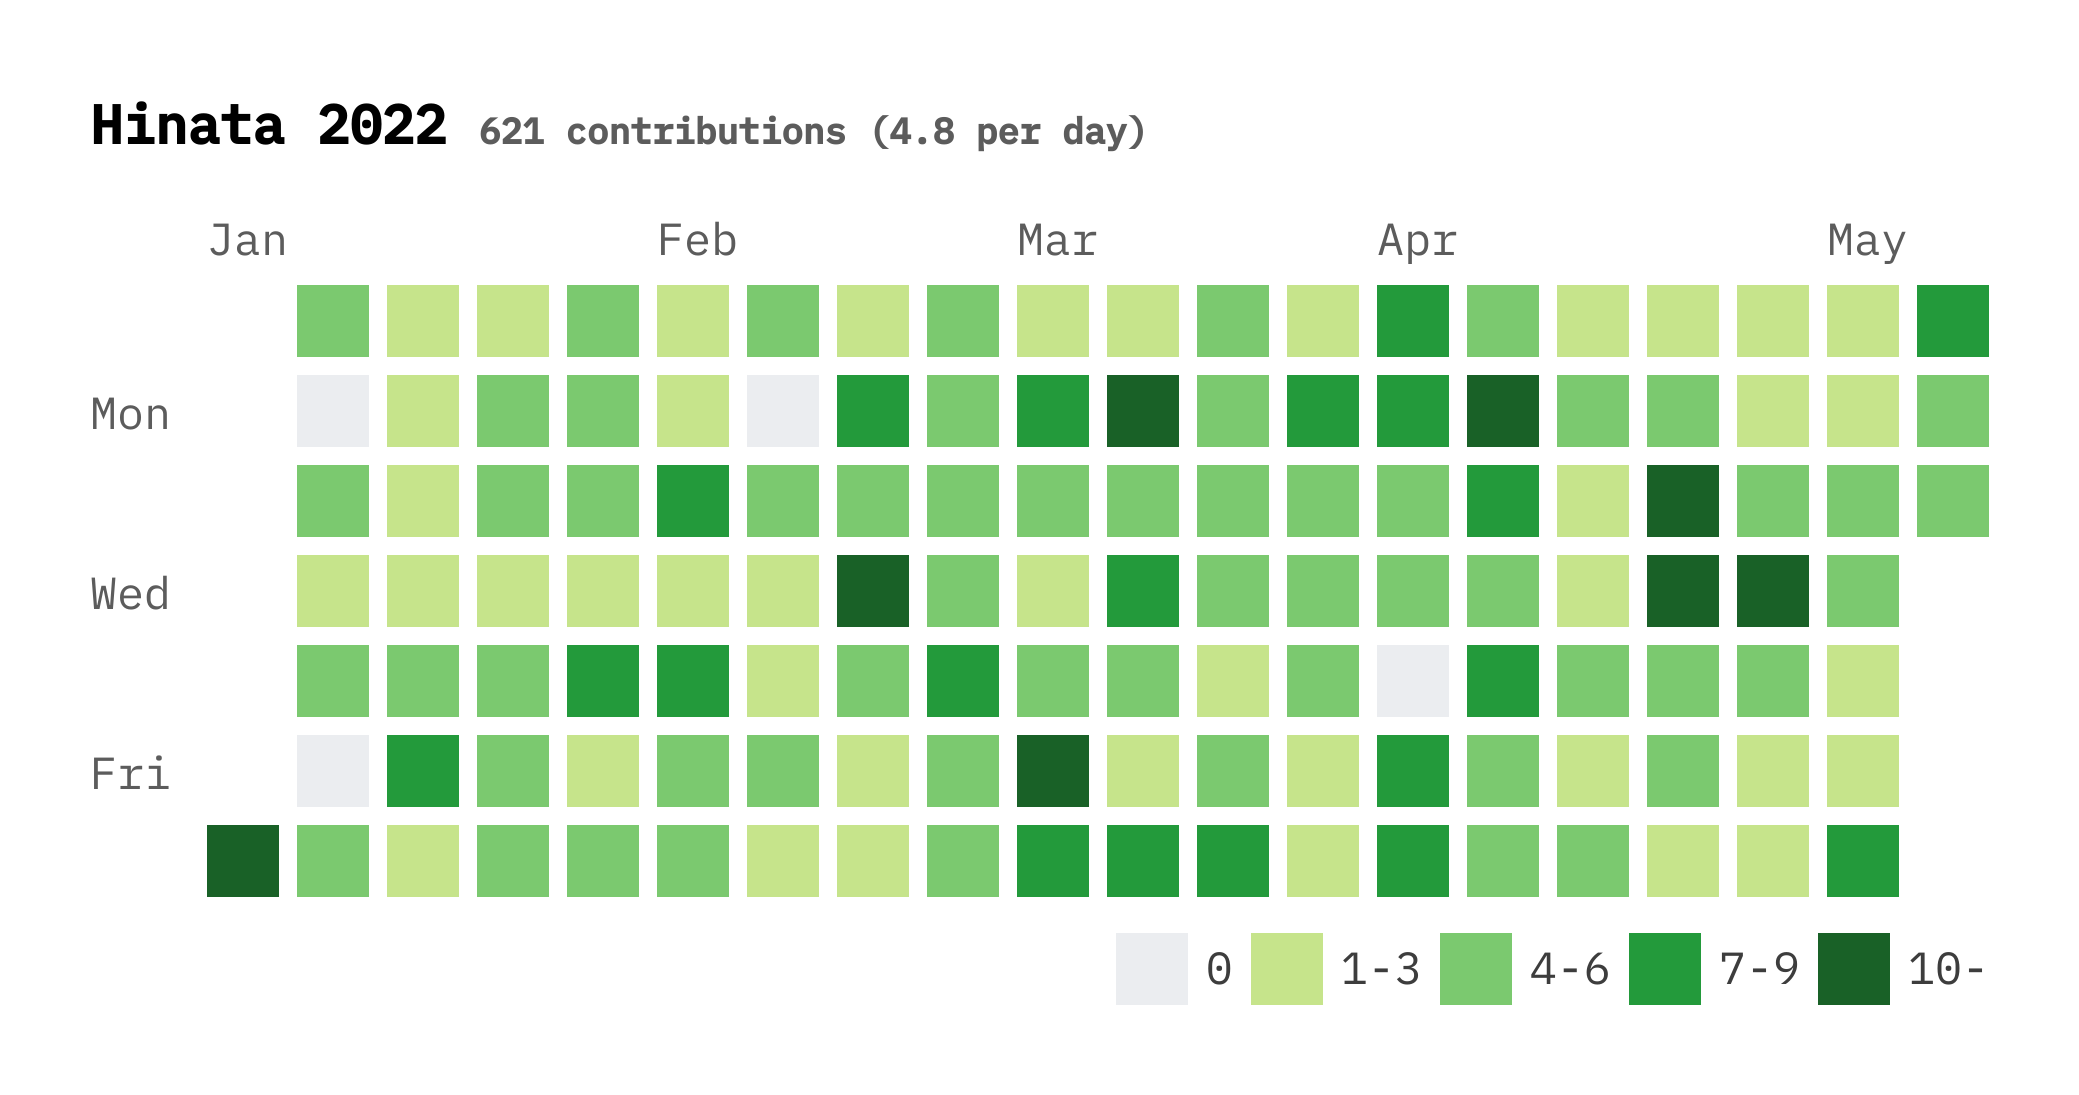 Hinata 2022 621 contributions (4.8 per day)
Jan Feb Mar Apr May
Mon
Wed
Fri
0 1-3 4-6 7-9 10-